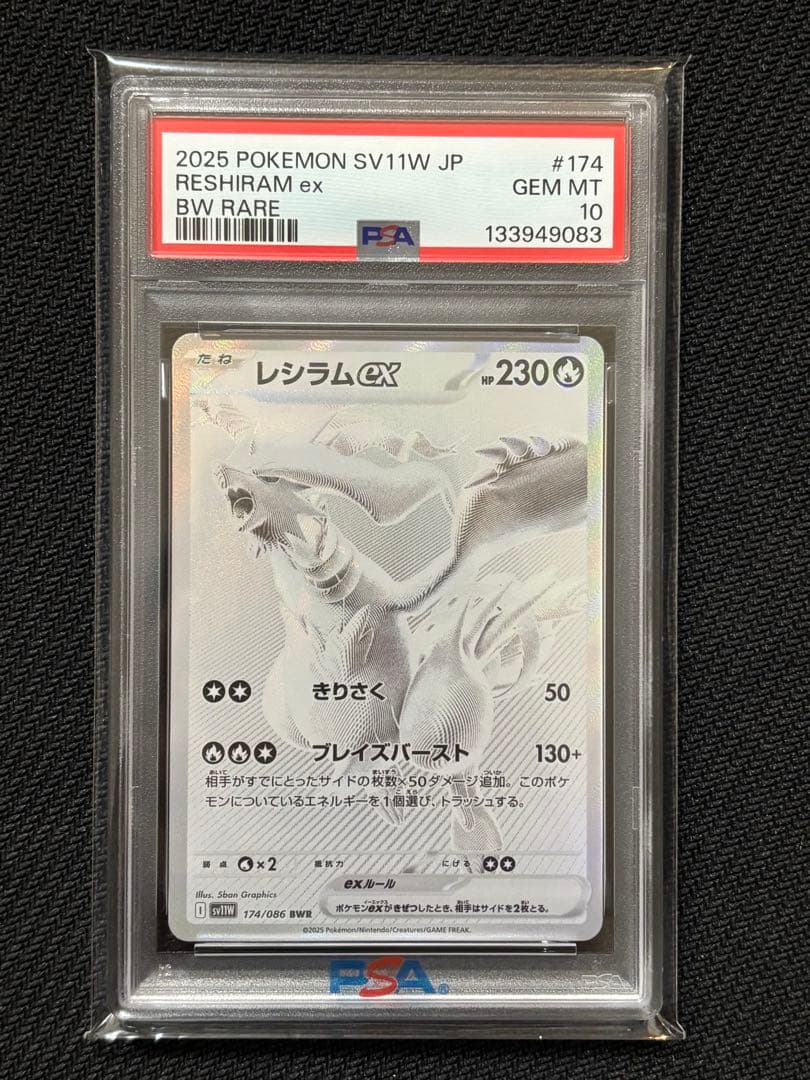 2025 POKEMON SV11W JP #174
RESHIRAM ex GEM MT
BW RARE 10
PSA 133949083
たね
レシラムex HP 230
きりさく 50
ブレイズバースト 130+
相手がすでにとったサイドの枚数×50ダメージ追加。このポケ
モンについているエネルギーを1個選び、トラッシュする。
弱点 ×2 抵抗力 にげる
exルール
ポケモンexがきぜつしたとき、相手はサイドを2枚とる。
Illus. 5ban Graphics
I sv11W 174/086 BWR
©2025 Pokémon/Nintendo/Creatures/GAME FREAK.
PSA®